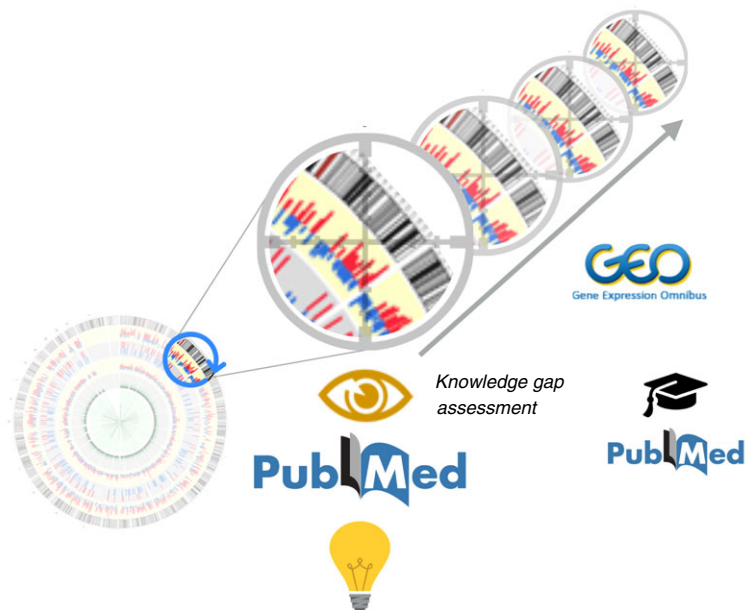 GEO
Gene Expression Omnibus
Knowledge gap
assessment
PubMed
PubMed